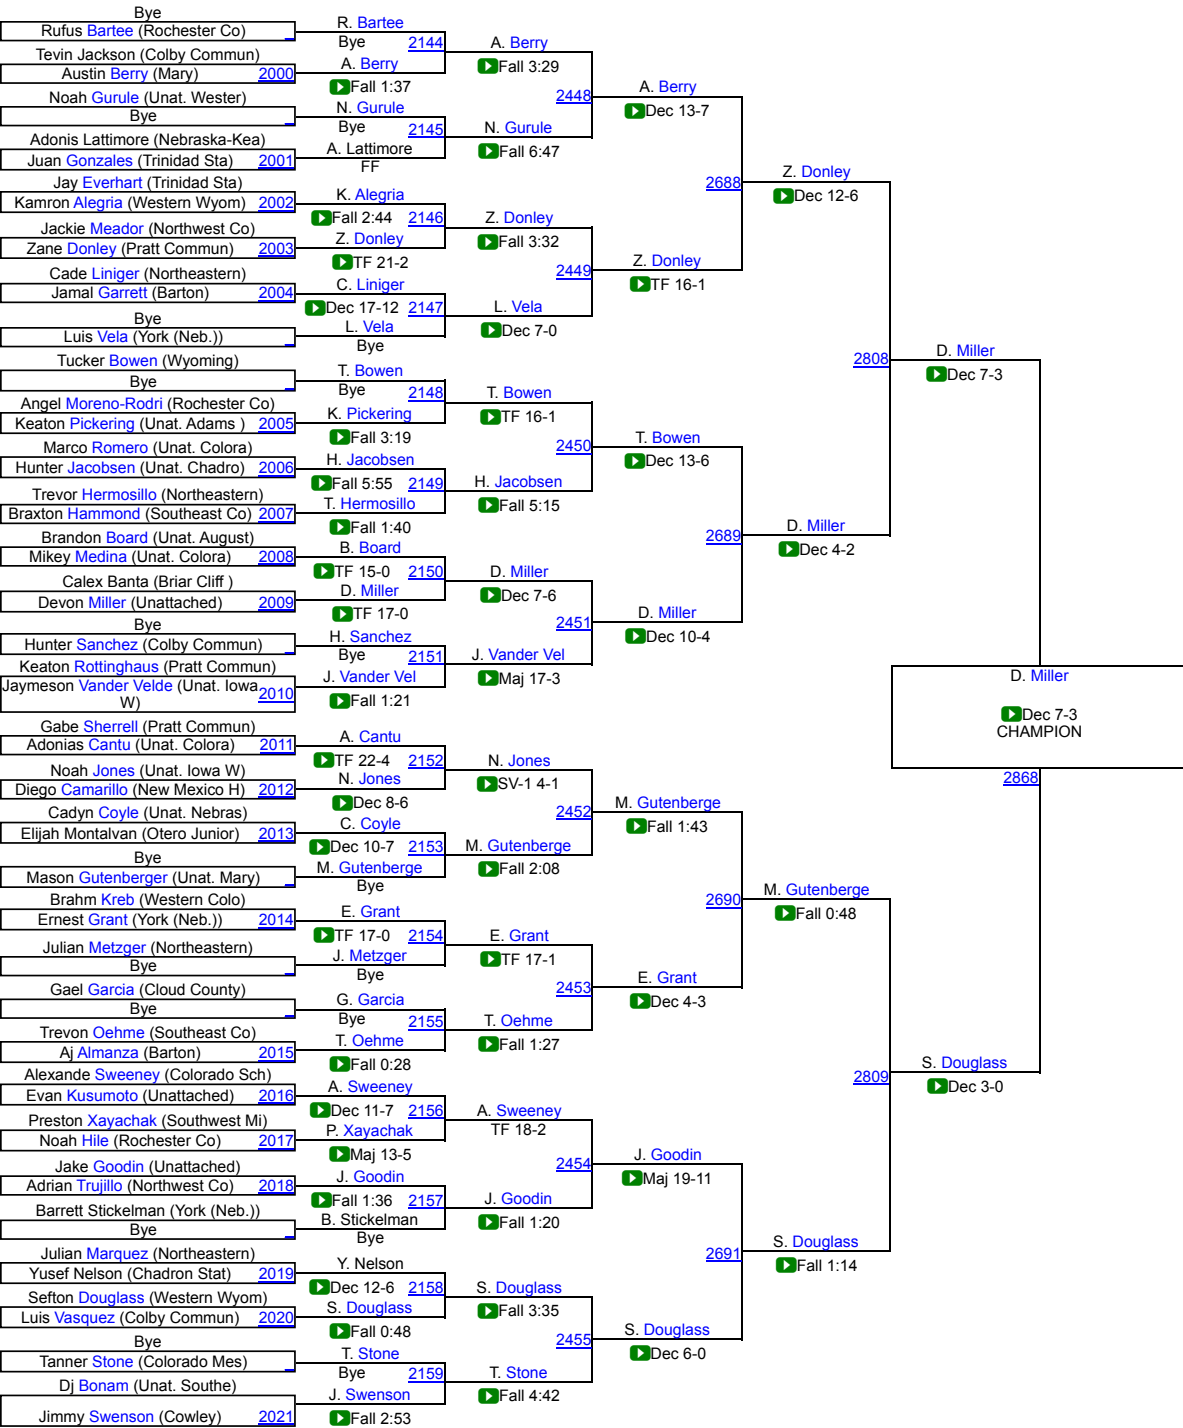 Bye
Rufus Bartee (Rochester Co)
Tevin Jackson (Colby Commun)
Austin Berry (Mary) 2000
Noah Gurule (Unat. Wester)
Bye
Adonis Lattimore (Nebraska-Kea)
Juan Gonzales (Trinidad Sta) 2001
Jay Everhart (Trinidad Sta)
Kamron Alegria (Western Wyom) 2002
Jackie Meador (Northwest Co)
Zane Donley (Pratt Commun) 2003
Cade Liniger (Northeastern)
Jamal Garrett (Barton) 2004
Bye
Luis Vela (York (Neb.))
Tucker Bowen (Wyoming)
Bye
Angel Moreno-Rodri (Rochester Co)
Keaton Pickering (Unat. Adams ) 2005
Marco Romero (Unat. Colora)
Hunter Jacobsen (Unat. Chadro) 2006
Trevor Hermosillo (Northeastern)
Braxton Hammond (Southeast Co) 2007
Brandon Board (Unat. August)
Mikey Medina (Unat. Colora) 2008
Calex Banta (Briar Cliff )
Devon Miller (Unattached) 2009
Bye
Hunter Sanchez (Colby Commun)
Keaton Rottinghaus (Pratt Commun)
Jaymeson Vander Velde (Unat. Iowa
W) 2010
Gabe Sherrell (Pratt Commun)
Adonias Cantu (Unat. Colora) 2011
Noah Jones (Unat. Iowa W)
Diego Camarillo (New Mexico H) 2012
Cadyn Coyle (Unat. Nebras)
Elijah Montalvan (Otero Junior) 2013
Bye
Mason Gutenberger (Unat. Mary)
Brahm Kreb (Western Colo)
Ernest Grant (York (Neb.)) 2014
Julian Metzger (Northeastern)
Bye
Gael Garcia (Cloud County)
Bye
Trevon Oehme (Southeast Co)
Aj Almanza (Barton) 2015
Alexande Sweeney (Colorado Sch)
Evan Kusumoto (Unattached) 2016
Preston Xayachak (Southwest Mi)
Noah Hile (Rochester Co) 2017
Jake Goodin (Unattached)
Adrian Trujillo (Northwest Co) 2018
Barrett Stickelman (York (Neb.))
Bye
Julian Marquez (Northeastern)
Yusef Nelson (Chadron Stat) 2019
Sefton Douglass (Western Wyom)
Luis Vasquez (Colby Commun) 2020
Bye
Tanner Stone (Colorado Mes)
Dj Bonam (Unat. Southe)
Jimmy Swenson (Cowley) 2021
R. Bartee
Bye 2144
A. Berry
Fall 1:37
N. Gurule
Bye 2145
A. Lattimore
FF
K. Alegria
Fall 2:44 2146
Z. Donley
TF 21-2
C. Liniger
Dec 17-12 2147
L. Vela
Bye
T. Bowen
Bye 2148
K. Pickering
Fall 3:19
H. Jacobsen
Fall 5:55 2149
T. Hermosillo
Fall 1:40
B. Board
TF 15-0 2150
D. Miller
TF 17-0
H. Sanchez
Bye 2151
J. Vander Vel
Fall 1:21
A. Cantu
TF 22-4 2152
N. Jones
Dec 8-6
C. Coyle
Dec 10-7 2153
M. Gutenberge
Bye
E. Grant
TF 17-0 2154
J. Metzger
Bye
G. Garcia
Bye 2155
T. Oehme
Fall 0:28
A. Sweeney
Dec 11-7 2156
P. Xayachak
Maj 13-5
J. Goodin
Fall 1:36 2157
B. Stickelman
Bye
Y. Nelson
Dec 12-6 2158
S. Douglass
Fall 0:48
T. Stone
Bye 2159
J. Swenson
Fall 2:53
A. Berry
Fall 3:29
2448
N. Gurule
Fall 6:47
Z. Donley
Fall 3:32
2449
L. Vela
Dec 7-0
T. Bowen
TF 16-1
2450
H. Jacobsen
Fall 5:15
D. Miller
Dec 7-6
2451
J. Vander Vel
Maj 17-3
N. Jones
SV-1 4-1
2452
M. Gutenberge
Fall 2:08
E. Grant
TF 17-1
2453
T. Oehme
Fall 1:27
A. Sweeney
TF 18-2
2454
J. Goodin
Fall 1:20
S. Douglass
Fall 3:35
2455
T. Stone
Fall 4:42
A. Berry
Dec 13-7
2688
Z. Donley
TF 16-1
T. Bowen
Dec 13-6
2689
D. Miller
Dec 10-4
M. Gutenberge
Fall 1:43
2690
E. Grant
Dec 4-3
J. Goodin
Maj 19-11
2691
S. Douglass
Dec 6-0
Z. Donley
Dec 12-6
2808
D. Miller
Dec 4-2
M. Gutenberge
Fall 0:48
2809
S. Douglass
Fall 1:14
D. Miller
Dec 7-3
S. Douglass
Dec 3-0
D. Miller
Dec 7-3
CHAMPION
2868